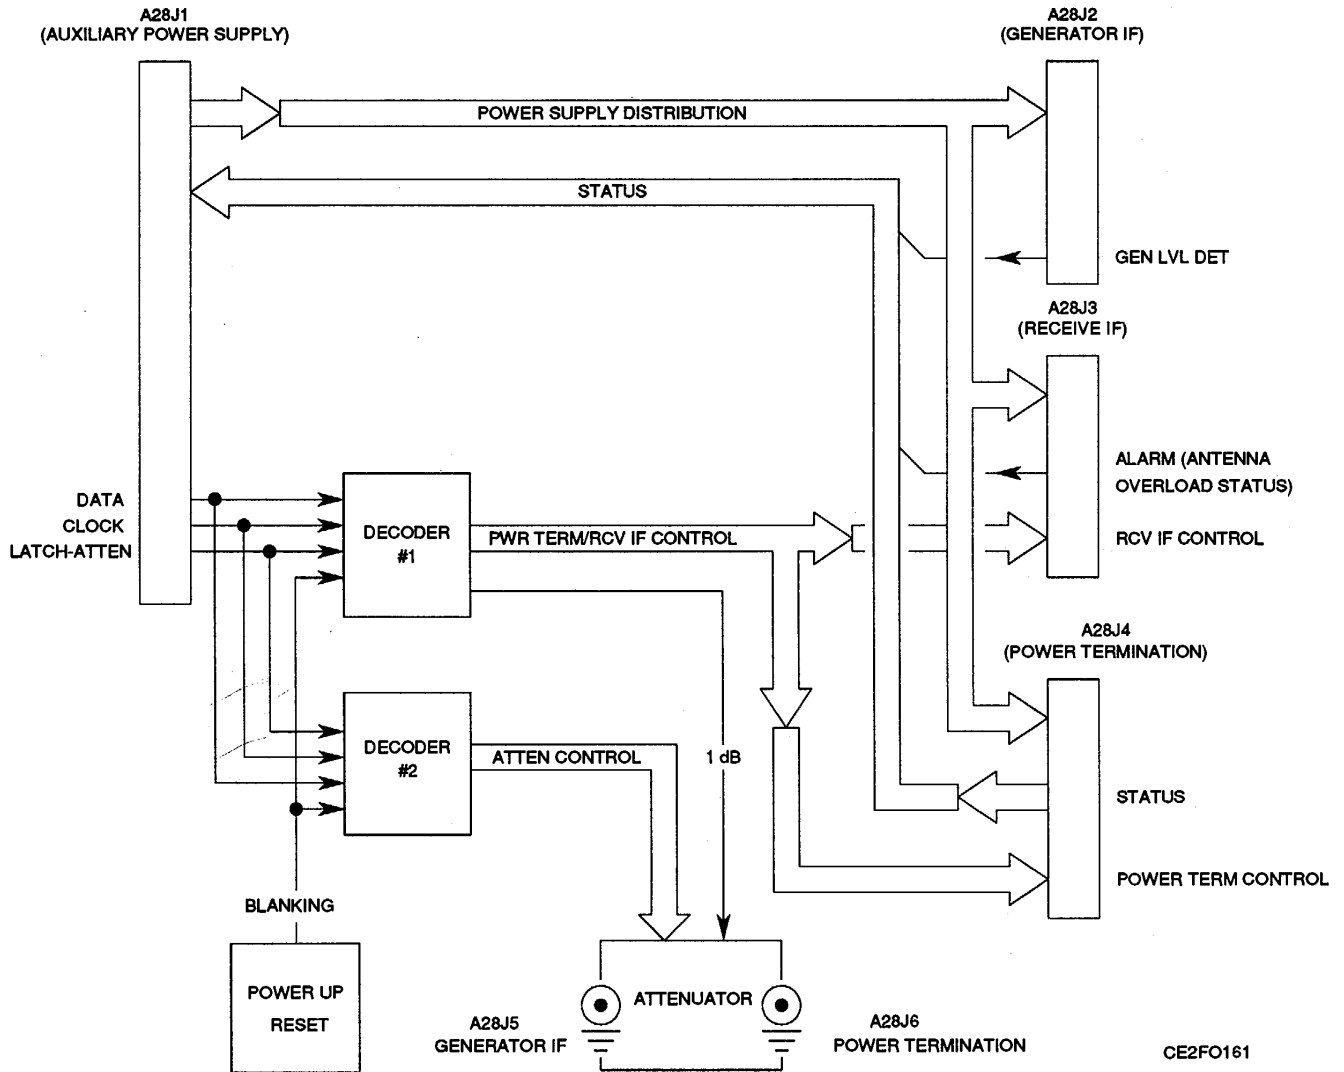 A28J1
(AUXILIARY POWER SUPPLY)
A28J2
(GENERATOR IF)
POWER SUPPLY DISTRIBUTION
STATUS
GEN LVL DET
A28J3
(RECEIVE IF)
ALARM (ANTENNA
OVERLOAD STATUS)
DATA
CLOCK
LATCH-ATTEN
DECODER
#1
PWR TERM/RCV IF CONTROL
RCV IF CONTROL
A28J4
(POWER TERMINATION)
DECODER
#2
ATTEN CONTROL
1 dB
STATUS
POWER TERM CONTROL
BLANKING
POWER UP
RESET
ATTENUATOR
A28J5
GENERATOR IF
A28J6
POWER TERMINATION
CE2FO161